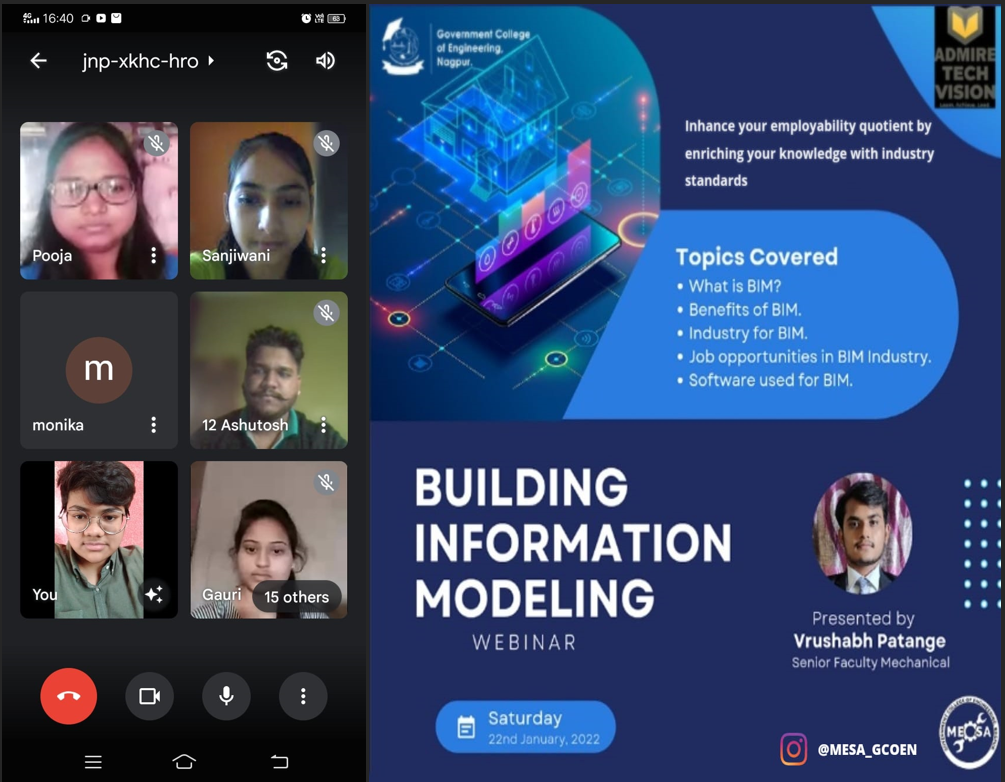 4G 16:40 68
jnp-xkhc-hro
Pooja
Sanjiwani
m
monika
12 Ashutosh
You
Gauri
15 others
Government College
of Engineering,
Nagpur.
ADMIRE
TECH
VISION
Inhance your employability quotient by
enriching your knowledge with industry
standards
Topics Covered
• What is BIM?
• Benefits of BIM.
• Industry for BIM.
• Job opportunities in BIM Industry.
• Software used for BIM.
BUILDING
INFORMATION
MODELING
WEBINAR
Presented by
Vrushabh Patange
Senior Faculty Mechanical
Saturday
22nd January, 2022
@MESA_GCOEN
MECSA